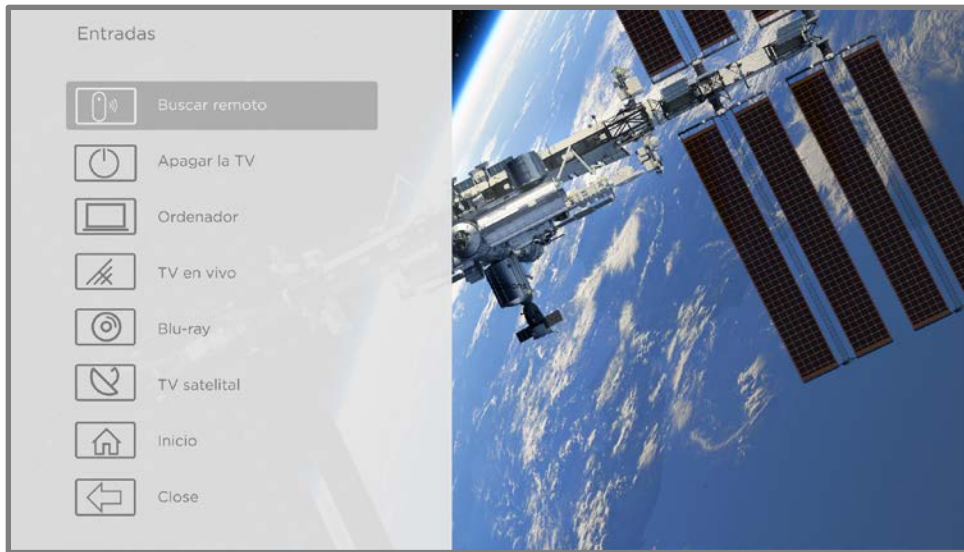 Entradas
Buscar remoto
Apagar la TV
Ordenador
TV en vivo
Blu-ray
TV satelital
Inicio
Close